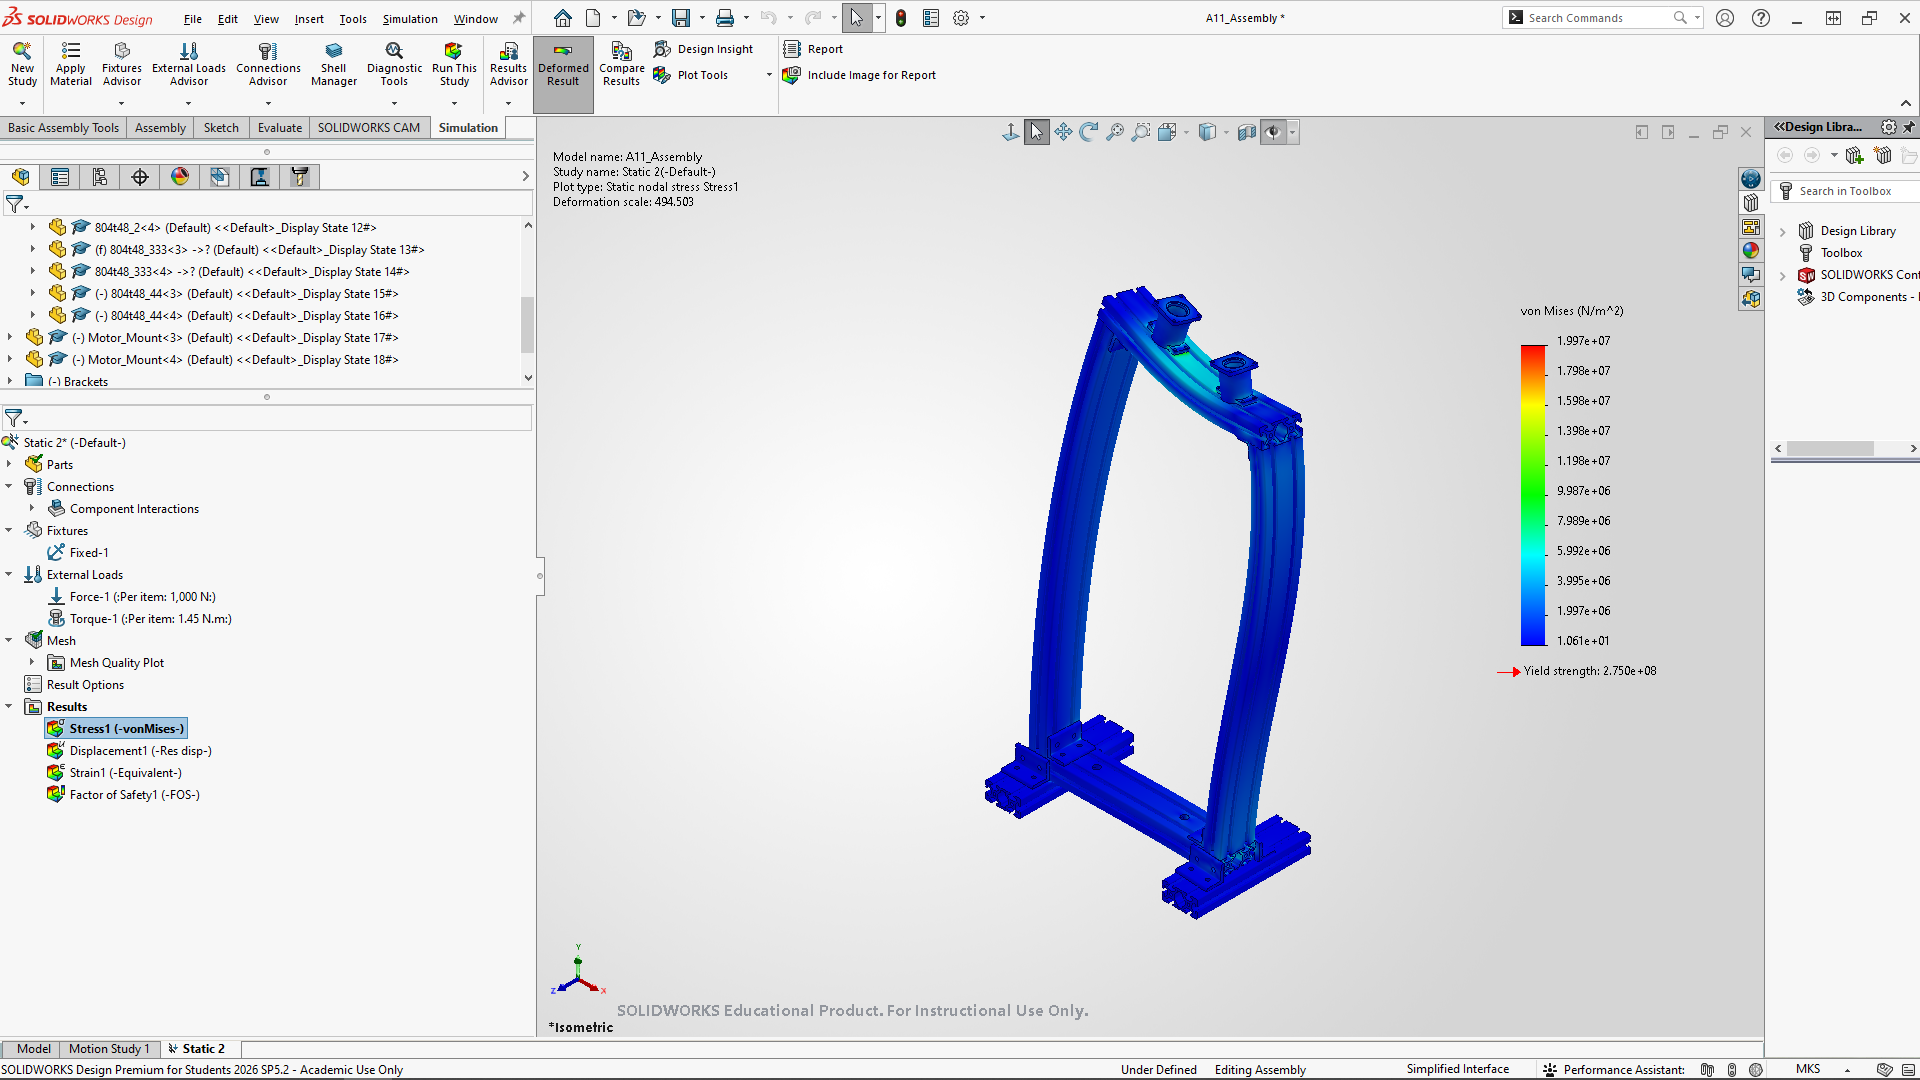 SOLIDWORKS Design
File Edit View Insert Tools Simulation Window
A11_Assembly *
Search Commands
New Study
Apply Material
Fixtures Advisor
External Loads Advisor
Connections Advisor
Shell Manager
Diagnostic Tools
Run This Study
Results Advisor
Deformed Result
Compare Results
Design Insight
Plot Tools
Report
Include Image for Report
Basic Assembly Tools Assembly Sketch Evaluate SOLIDWORKS CAM Simulation
804t48_2<4> (Default) <<Default>_Display State 12#>
(f) 804t48_333<3> ->? (Default) <<Default>_Display State 13#>
804t48_333<4> ->? (Default) <<Default>_Display State 14#>
(-) 804t48_44<3> (Default) <<Default>_Display State 15#>
(-) 804t48_44<4> (Default) <<Default>_Display State 16#>
(-) Motor_Mount<3> (Default) <<Default>_Display State 17#>
(-) Motor_Mount<4> (Default) <<Default>_Display State 18#>
(-) Brackets
Static 2* (-Default-)
Parts
Connections
Component Interactions
Fixtures
Fixed-1
External Loads
Force-1 (:Per item: 1,000 N:)
Torque-1 (:Per item: 1.45 N.m:)
Mesh
Mesh Quality Plot
Result Options
Results
Stress1 (-vonMises-)
Displacement1 (-Res disp-)
Strain1 (-Equivalent-)
Factor of Safety1 (-FOS-)
Model name: A11_Assembly
Study name: Static 2(-Default-)
Plot type: Static nodal stress Stress1
Deformation scale: 494.503
von Mises (N/m^2)
1.997e+07
1.798e+07
1.598e+07
1.398e+07
1.198e+07
9.987e+06
7.989e+06
5.992e+06
3.995e+06
1.997e+06
1.061e+01
Yield strength: 2.750e+08
Y
Z
X
SOLIDWORKS Educational Product. For Instructional Use Only.
*Isometric
Design Libra...
Search in Toolbox
Design Library
Toolbox
SOLIDWORKS Cont
3D Components -
Model Motion Study 1 Static 2
SOLIDWORKS Design Premium for Students 2026 SP5.2 - Academic Use Only
Under Defined Editing Assembly Simplified Interface Performance Assistant: MKS